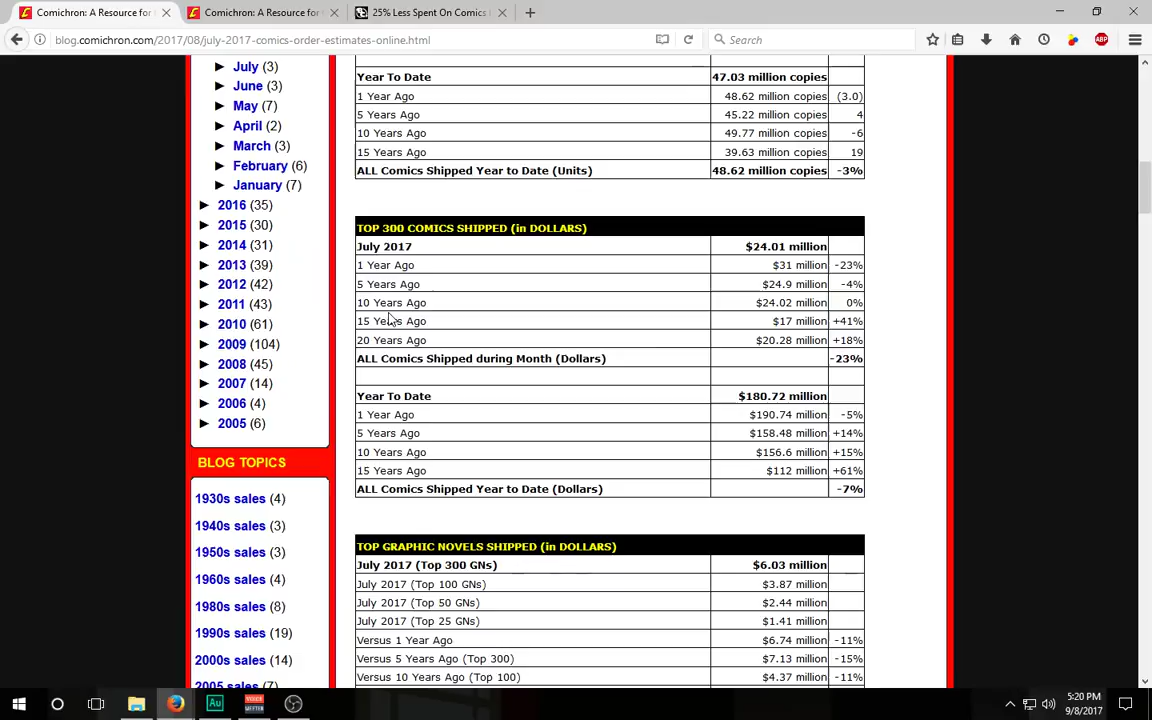 Comichron: A Resource for
Comichron: A Resource for
25% Less Spent On Comics
blog.comichron.com/2017/08/july-2017-comics-order-estimates-online.html
Search
ABP
► July (3)
► June (3)
► May (7)
► April (2)
► March (3)
► February (6)
► January (7)
► 2016 (35)
► 2015 (30)
► 2014 (31)
► 2013 (39)
► 2012 (42)
► 2011 (43)
► 2010 (61)
► 2009 (104)
► 2008 (45)
► 2007 (14)
► 2006 (4)
► 2005 (6)
BLOG TOPICS
1930s sales (4)
1940s sales (3)
1950s sales (3)
1960s sales (4)
1980s sales (8)
1990s sales (19)
2000s sales (14)
2005 sales (7)
Year To Date 47.03 million copies
1 Year Ago 48.62 million copies (3.0)
5 Years Ago 45.22 million copies 4
10 Years Ago 49.77 million copies -6
15 Years Ago 39.63 million copies 19
ALL Comics Shipped Year to Date (Units) 48.62 million copies -3%
TOP 300 COMICS SHIPPED (in DOLLARS)
July 2017 $24.01 million
1 Year Ago $31 million -23%
5 Years Ago $24.9 million -4%
10 Years Ago $24.02 million 0%
15 Years Ago $17 million +41%
20 Years Ago $20.28 million +18%
ALL Comics Shipped during Month (Dollars) -23%
Year To Date $180.72 million
1 Year Ago $190.74 million -5%
5 Years Ago $158.48 million +14%
10 Years Ago $156.6 million +15%
15 Years Ago $112 million +61%
ALL Comics Shipped Year to Date (Dollars) -7%
TOP GRAPHIC NOVELS SHIPPED (in DOLLARS)
July 2017 (Top 300 GNs) $6.03 million
July 2017 (Top 100 GNs) $3.87 million
July 2017 (Top 50 GNs) $2.44 million
July 2017 (Top 25 GNs) $1.41 million
Versus 1 Year Ago $6.74 million -11%
Versus 5 Years Ago (Top 300) $7.13 million -15%
Versus 10 Years Ago (Top 100) $4.37 million -11%
Au
5:20 PM
9/8/2017